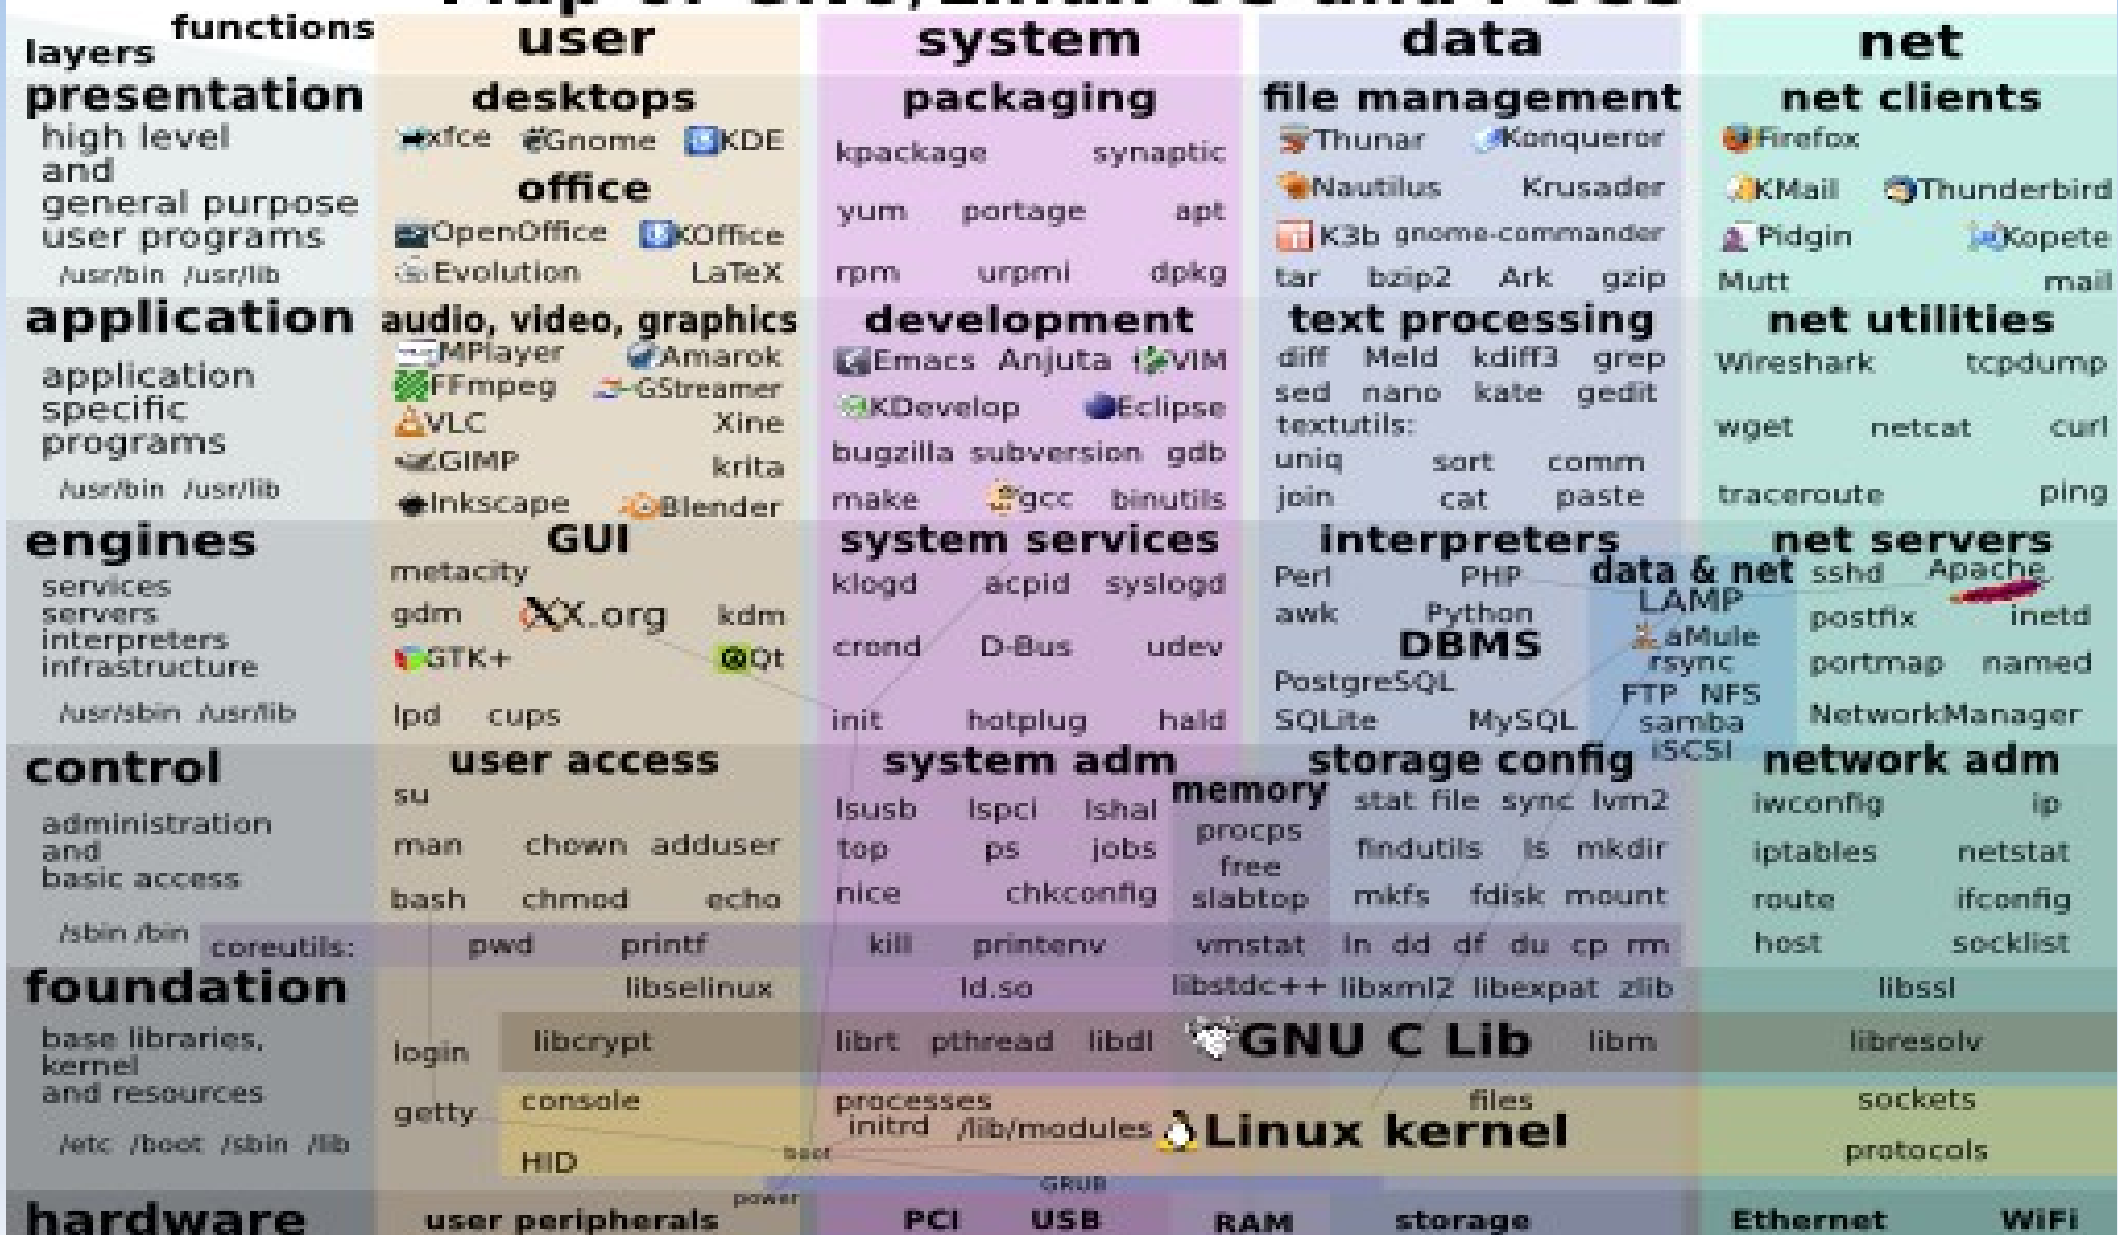 Map of GNU/Linux OS and FOSS
functions
layers
user system data net
presentation
high level
and
general purpose
user programs
/usr/bin /usr/lib
desktops
xfce Gnome KDE
office
OpenOffice KOffice
Evolution LaTeX
packaging
kpackage synaptic
yum portage apt
rpm urpmi dpkg
file management
Thunar Konqueror
Nautilus Krusader
K3b gnome-commander
tar bzip2 Ark gzip
net clients
Firefox
KMail Thunderbird
Pidgin Kopete
Mutt mail
application
application
specific
programs
/usr/bin /usr/lib
audio, video, graphics
MPlayer Amarok
FFmpeg GStreamer
VLC Xine
GIMP krita
Inkscape Blender
development
Emacs Anjuta VIM
KDevelop Eclipse
bugzilla subversion gdb
make gcc binutils
text processing
diff Meld kdiff3 grep
sed nano kate gedit
textutils:
uniq sort comm
join cat paste
net utilities
Wireshark tcpdump
wget netcat curl
traceroute ping
engines
services
servers
interpreters
infrastructure
/usr/sbin /usr/lib
GUI
metacity
gdm X.org kdm
GTK+ Qt
lpd cups
system services
klogd acpid syslogd
crond D-Bus udev
init hotplug hald
interpreters
Perl PHP
awk Python
DBMS
PostgreSQL
SQLite MySQL
data & net
LAMP
aMule
rsync
FTP NFS
samba
iSCSI
net servers
sshd Apache
postfix inetd
portmap named
NetworkManager
control
administration
and
basic access
/sbin /bin
user access
su
man chown adduser
bash chmod echo
system adm
lsusb lspci lshal
top ps jobs
nice chkconfig
memory
procps
free
slabtop
storage config
stat file sync lvm2
findutils ls mkdir
mkfs fdisk mount
network adm
iwconfig ip
iptables netstat
route ifconfig
host socklist
coreutils: pwd printf kill printenv vmstat ln dd df du cp rm
foundation
base libraries,
kernel
and resources
/etc /boot /sbin /lib
libselinux ld.so libstdc++ libxml2 libexpat zlib libssl
login libcrypt librt pthread libdl GNU C Lib libm libresolv
getty console processes files sockets
initrd /lib/modules Linux kernel
HID boot protocols
power GRUB
hardware user peripherals PCI USB RAM storage Ethernet WiFi